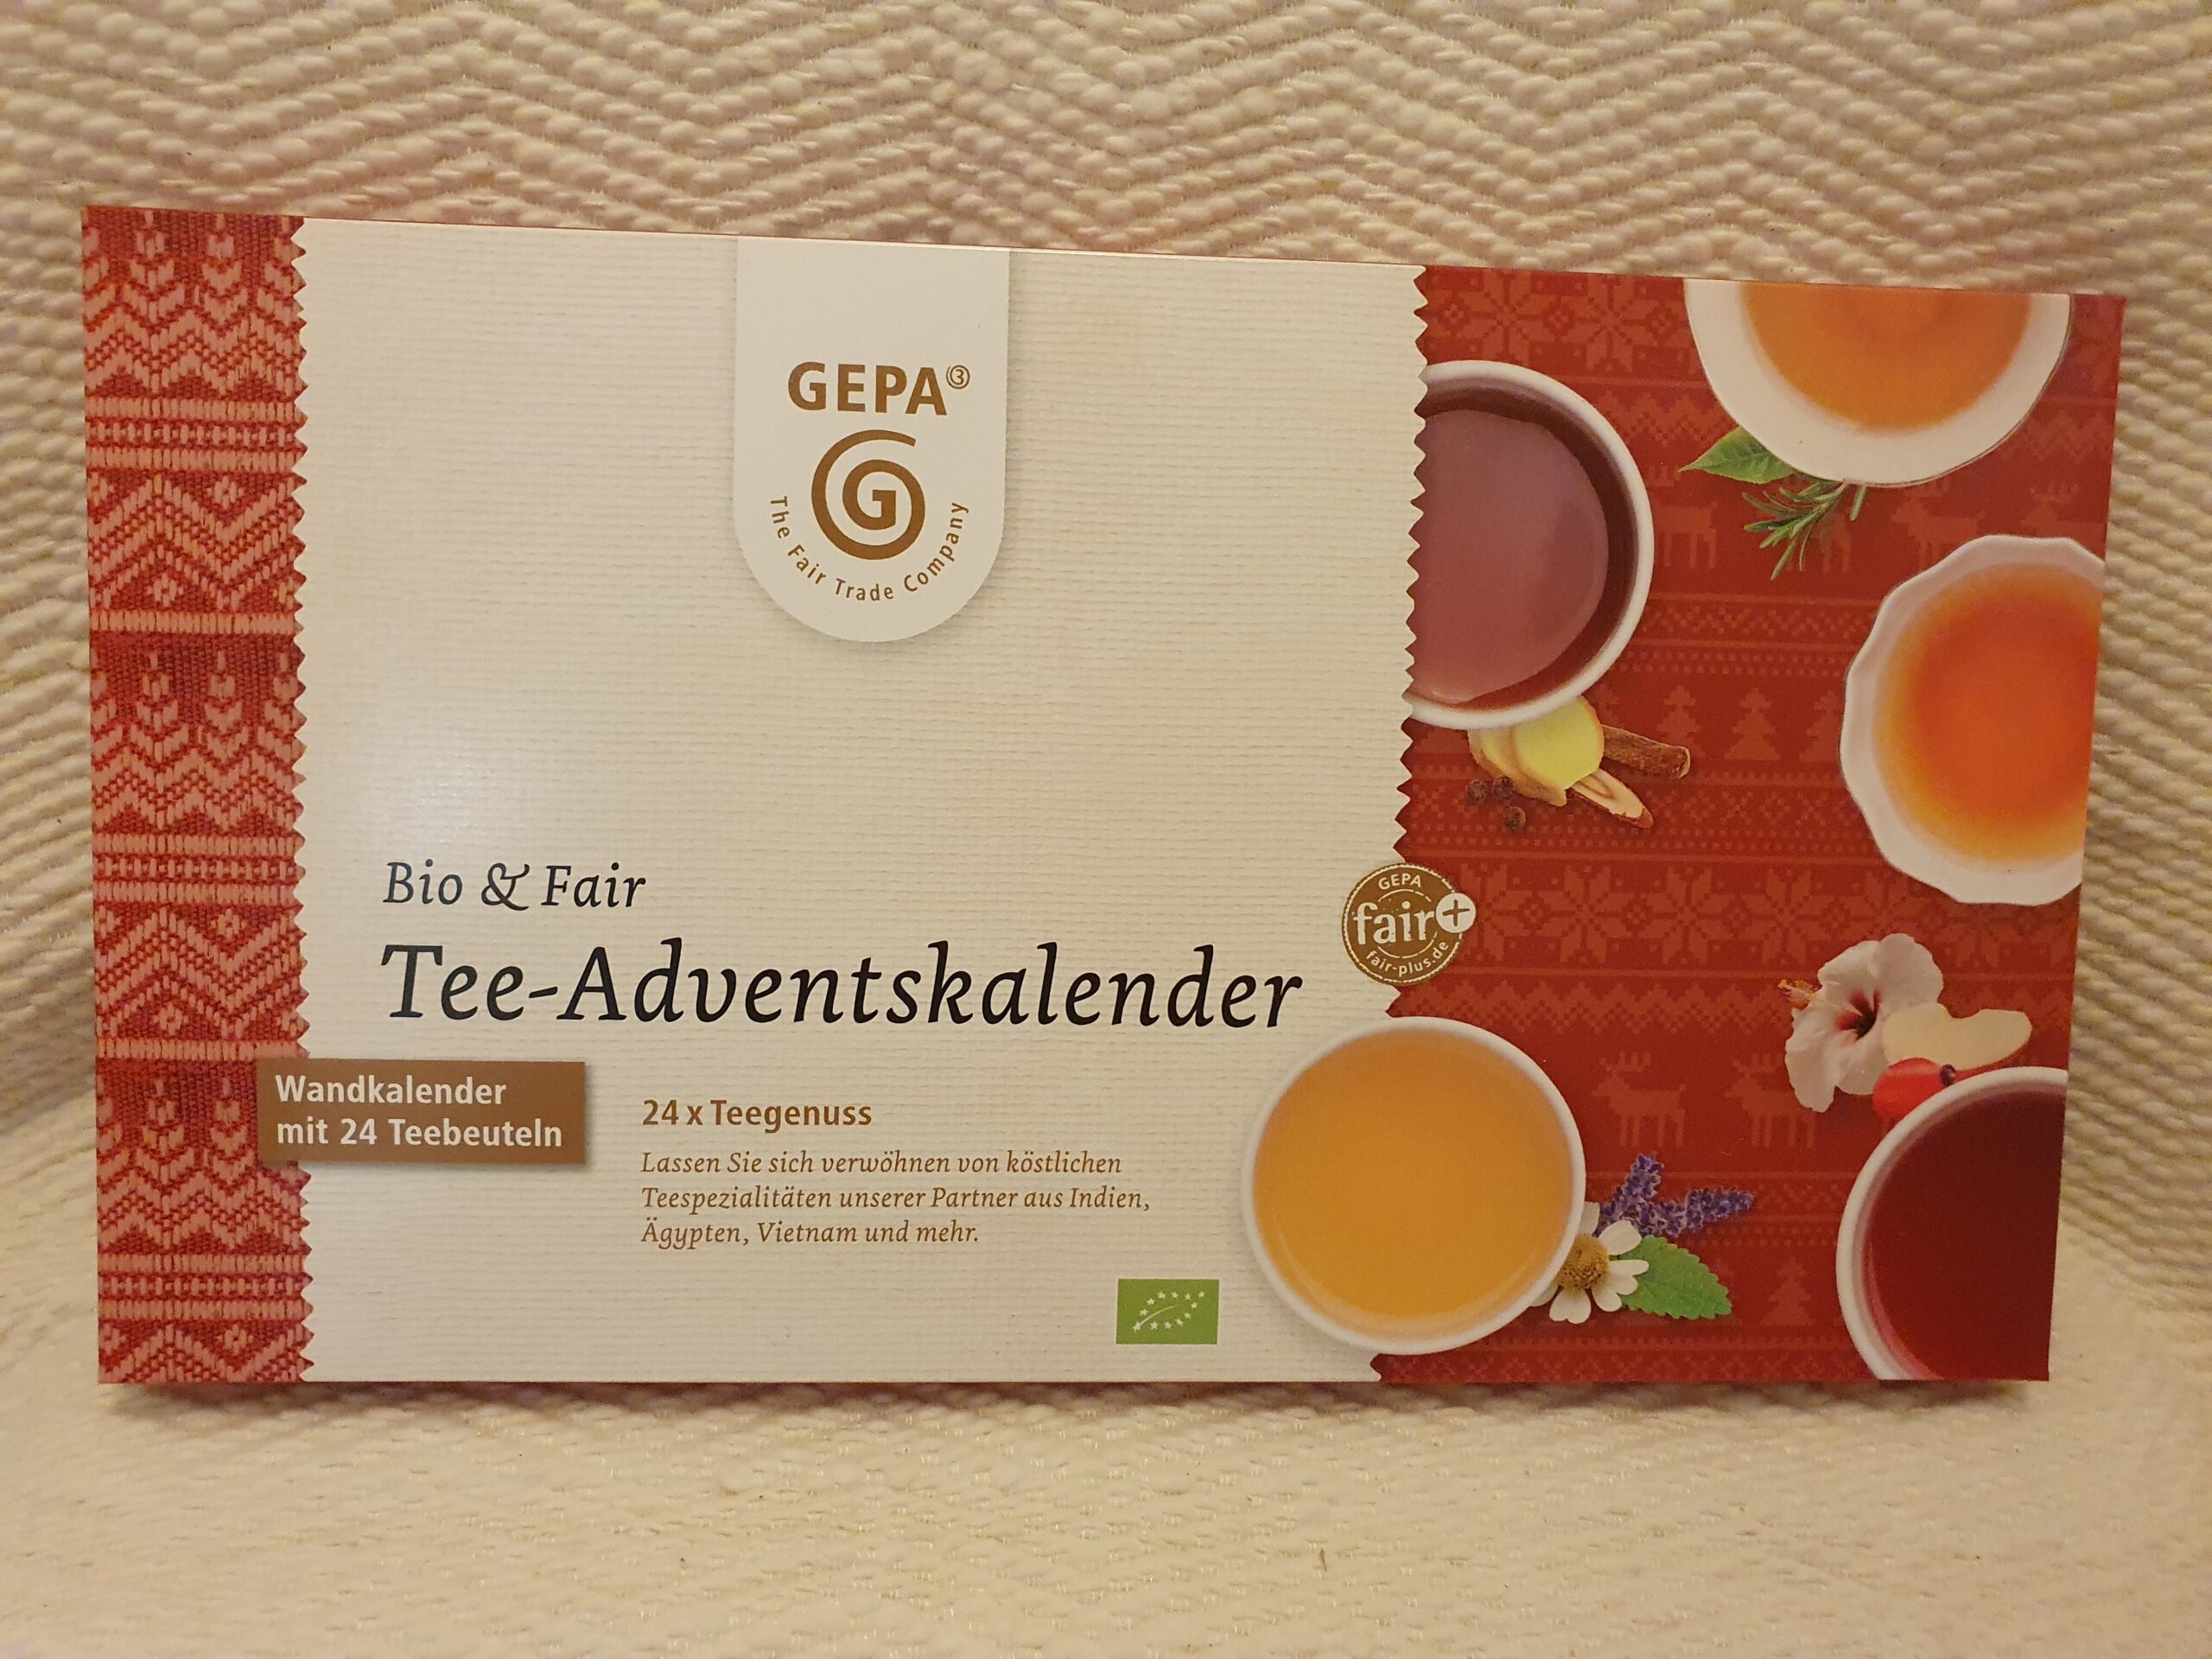 GEPA③
G
The Fair Trade Company
Bio & Fair
Tee-Adventskalender
GEPA
fair+
fair-plus.de
Wandkalender
mit 24 Teebeuteln
24 x Teegenuss
Lassen Sie sich verwöhnen von köstlichen
Teespezialitäten unserer Partner aus Indien,
Ägypten, Vietnam und mehr.